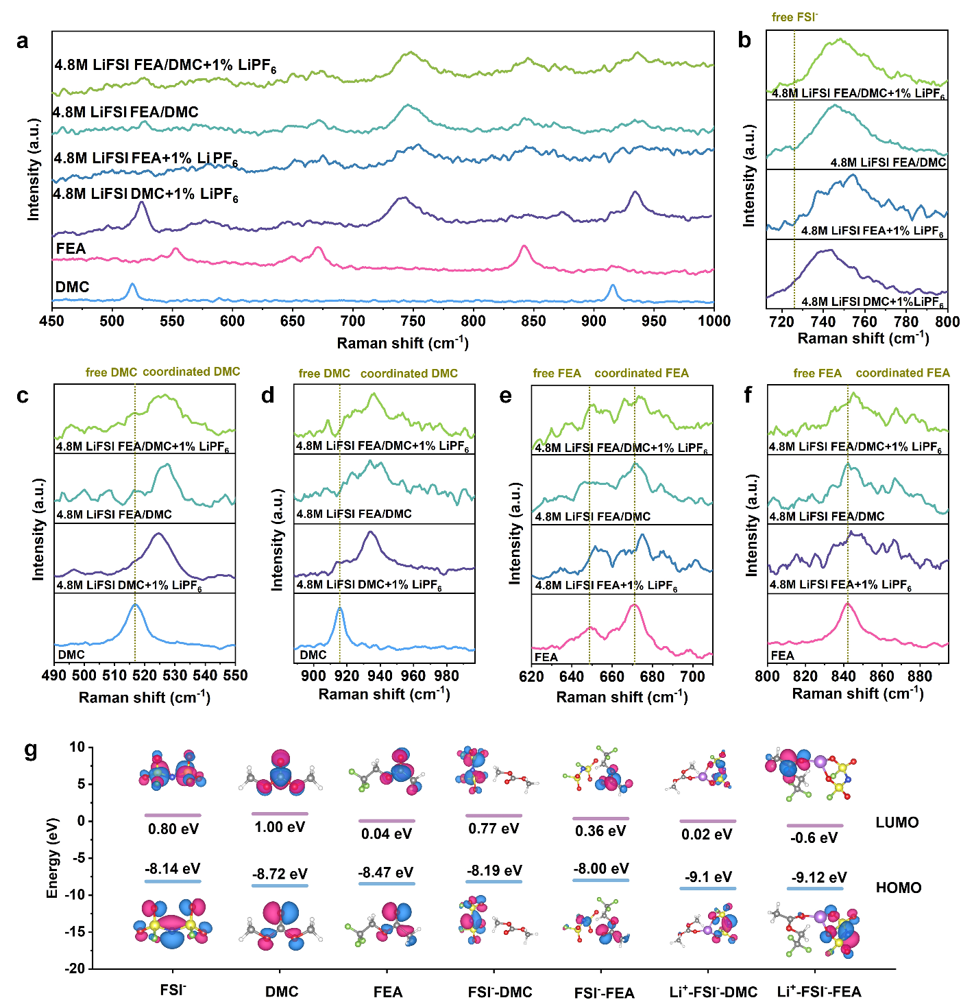 a
4.8M LiFSI FEA/DMC+1% LiPF6
4.8M LiFSI FEA/DMC
4.8M LiFSI FEA+1% LiPF6
4.8M LiFSI DMC+1% LiPF6
FEA
DMC
Intensity (a.u.)
450 500 550 600 650 700 750 800 850 900 950 1000
Raman shift (cm-1)
free FSI-
b
4.8M LiFSI FEA/DMC+1% LiPF6
4.8M LiFSI FEA/DMC
4.8M LiFSI FEA+1% LiPF6
4.8M LiFSI DMC+1%LiPF6
Intensity (a.u.)
720 740 760 780 800
Raman shift (cm-1)
free DMC coordinated DMC
c
4.8M LiFSI FEA/DMC+1% LiPF6
4.8M LiFSI FEA/DMC
4.8M LiFSI DMC+1% LiPF6
DMC
Intensity (a.u.)
490 500 510 520 530 540 550
Raman shift (cm-1)
free DMC coordinated DMC
d
4.8M LiFSI FEA/DMC+1% LiPF6
4.8M LiFSI FEA/DMC
4.8M LiFSI DMC+1% LiPF6
DMC
Intensity (a.u.)
900 920 940 960 980
Raman shift (cm-1)
free FEA coordinated FEA
e
4.8M LiFSI FEA/DMC+1% LiPF6
4.8M LiFSI FEA/DMC
4.8M LiFSI FEA+1% LiPF6
FEA
Intensity (a.u.)
620 640 660 680 700
Raman shift (cm-1)
free FEA coordinated FEA
f
4.8M LiFSI FEA/DMC+1% LiPF6
4.8M LiFSI FEA/DMC
4.8M LiFSI FEA+1% LiPF6
FEA
Intensity (a.u.)
800 820 840 860 880
Raman shift (cm-1)
g
10
5
0
-5
-10
-15
-20
Energy (eV)
0.80 eV 1.00 eV 0.04 eV 0.77 eV 0.36 eV 0.02 eV -0.6 eV
LUMO
-8.14 eV -8.72 eV -8.47 eV -8.19 eV -8.00 eV -9.1 eV -9.12 eV
HOMO
FSI- DMC FEA FSI--DMC FSI--FEA Li+-FSI--DMC Li+-FSI--FEA